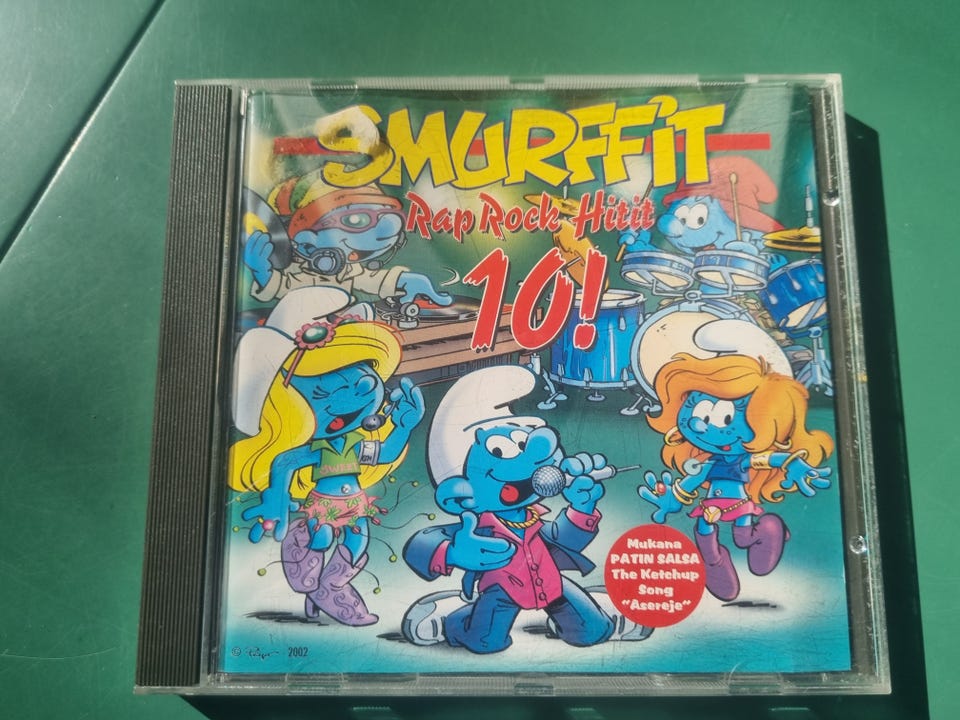 SMURFFiT
Rap Rock Hitit
10!
SWEET
Mukana
PATIN SALSA
The Ketchup
Song
"Asereje"
© Peyo 2002